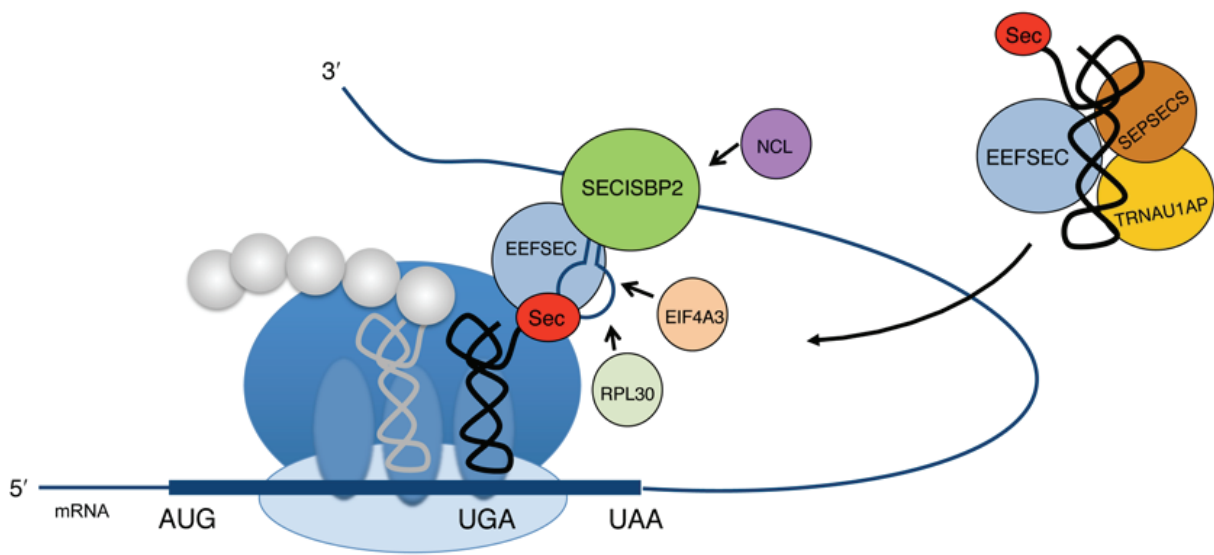 Sec
3′
SEPSECS
NCL
EEFSEC
SECISBP2
TRNAU1AP
EEFSEC
Sec
EIF4A3
RPL30
5′
mRNA
AUG
UGA
UAA